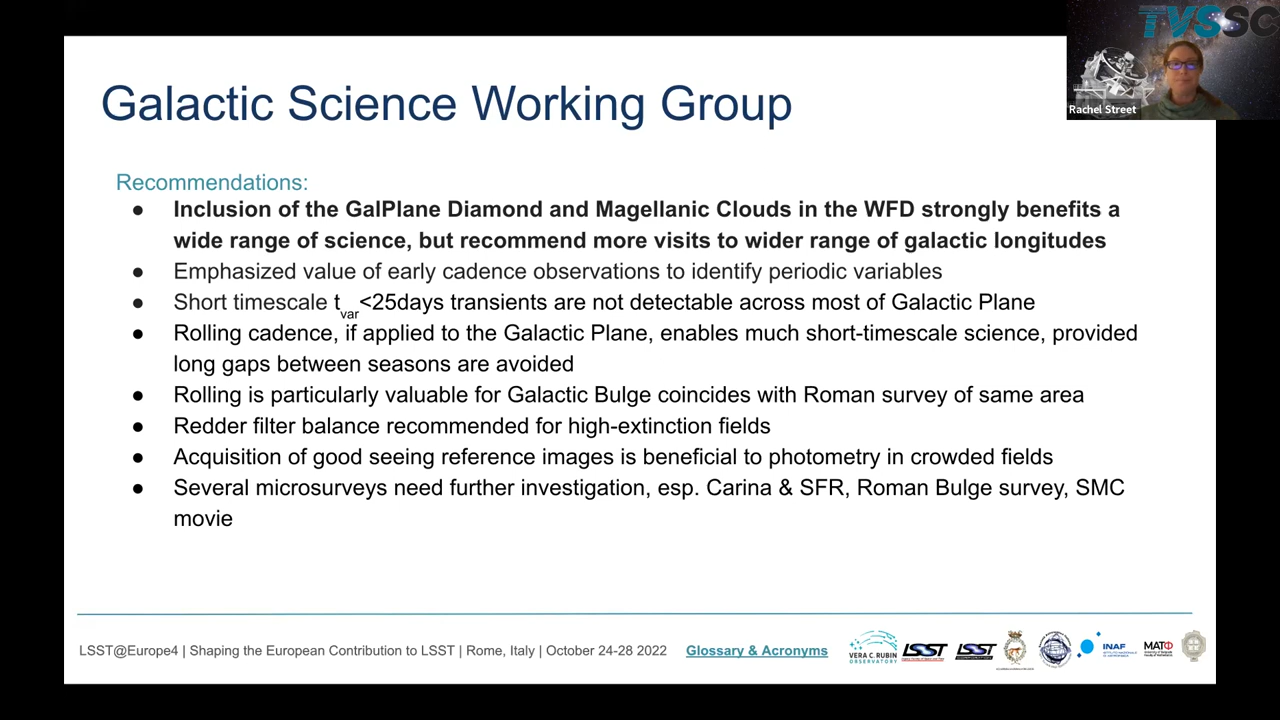 TVSSC
Rachel Street
Galactic Science Working Group
Recommendations:
● Inclusion of the GalPlane Diamond and Magellanic Clouds in the WFD strongly benefits a
wide range of science, but recommend more visits to wider range of galactic longitudes
● Emphasized value of early cadence observations to identify periodic variables
● Short timescale tvar<25days transients are not detectable across most of Galactic Plane
● Rolling cadence, if applied to the Galactic Plane, enables much short-timescale science, provided
long gaps between seasons are avoided
● Rolling is particularly valuable for Galactic Bulge coincides with Roman survey of same area
● Redder filter balance recommended for high-extinction fields
● Acquisition of good seeing reference images is beneficial to photometry in crowded fields
● Several microsurveys need further investigation, esp. Carina & SFR, Roman Bulge survey, SMC
movie
LSST@Europe4 | Shaping the European Contribution to LSST | Rome, Italy | October 24-28 2022 Glossary & Acronyms
VERA C. RUBIN
OBSERVATORY
LSST
LSST
INAF